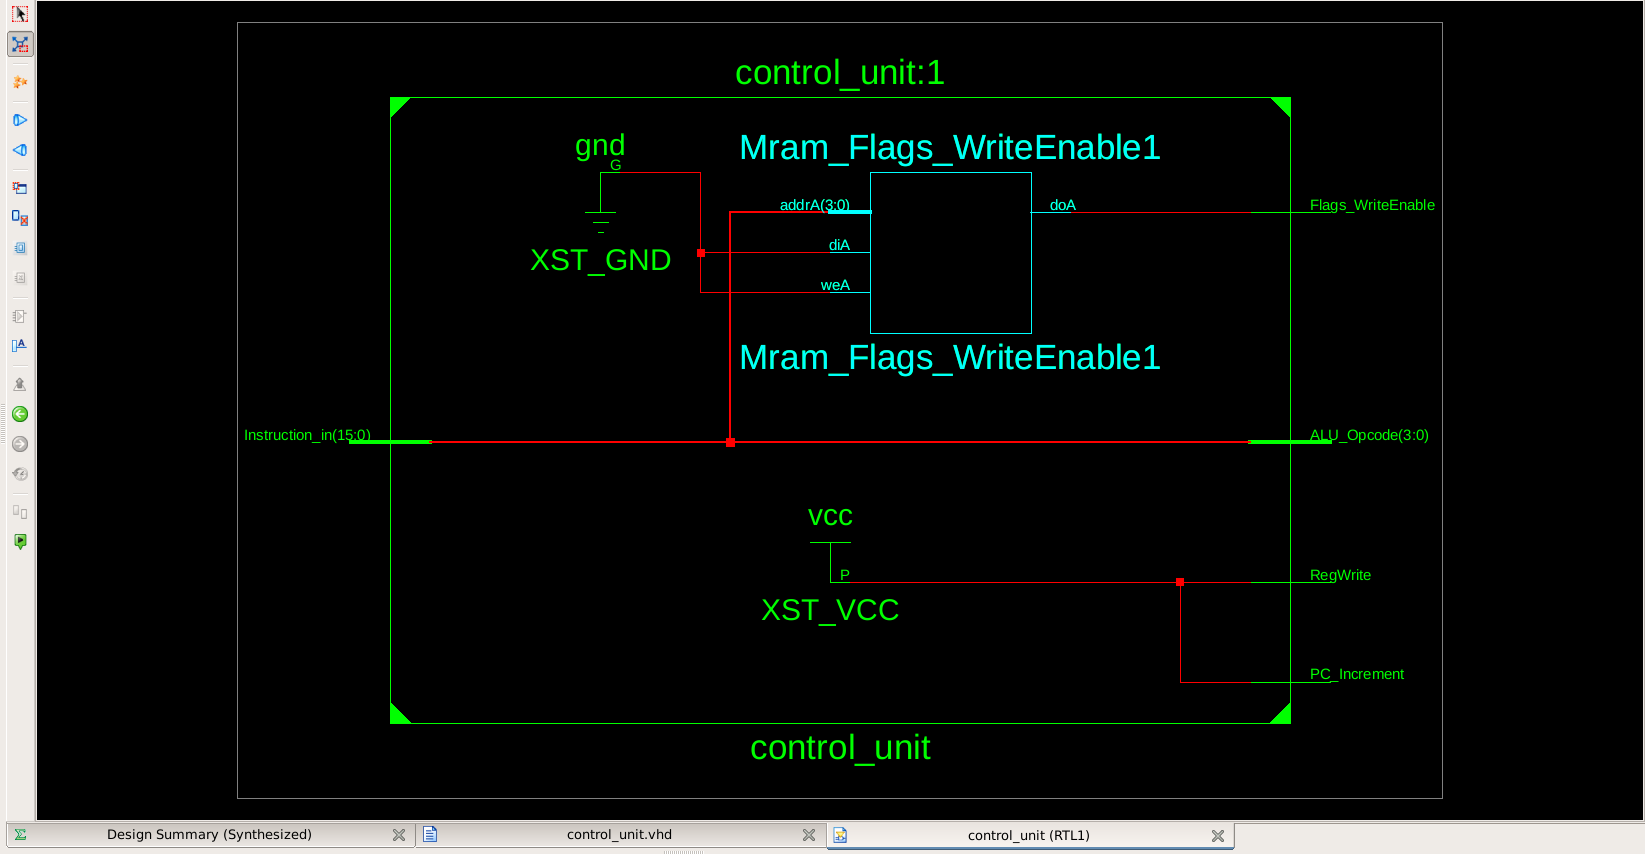 control_unit:1
gnd
G
XST_GND
Mram_Flags_WriteEnable1
addrA(3:0)
diA
weA
doA
Mram_Flags_WriteEnable1
Flags_WriteEnable
Instruction_in(15:0)
ALU_Opcode(3:0)
vcc
P
XST_VCC
RegWrite
PC_Increment
control_unit
Design Summary (Synthesized)
control_unit.vhd
control_unit (RTL1)